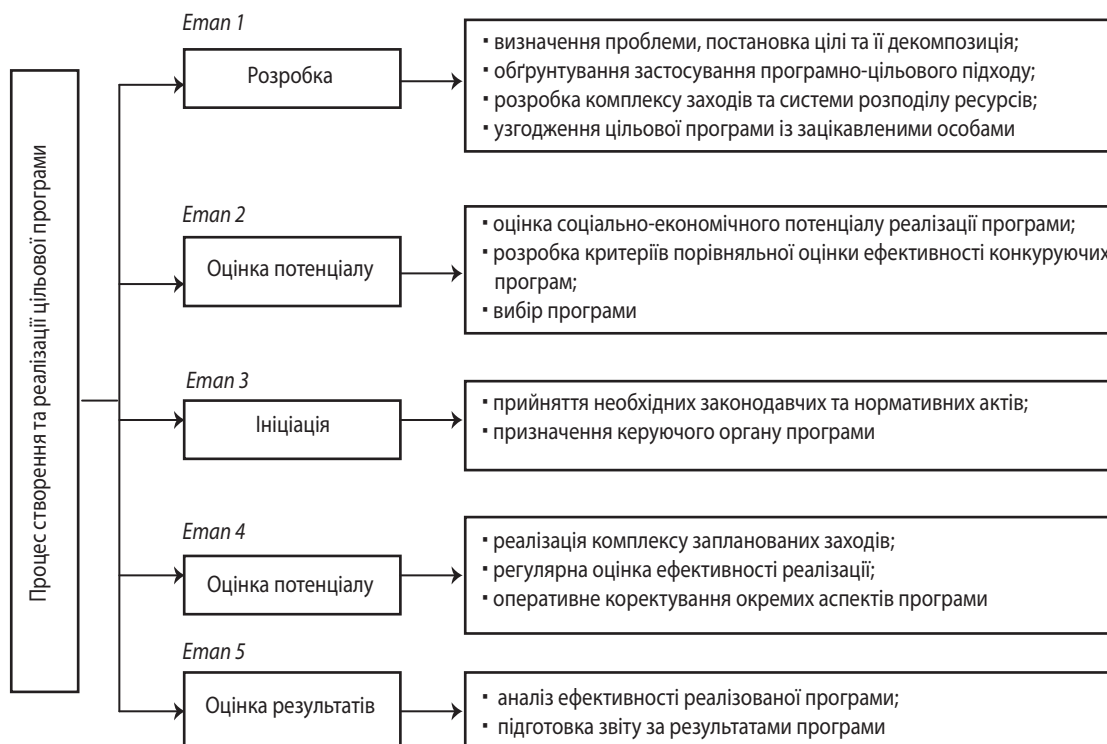 Процес створення та реалізації цільової програми
Етап 1
Розробка
▪ визначення проблеми, постановка цілі та її декомпозиція;
▪ обґрунтування застосування програмно-цільового підходу;
▪ розробка комплексу заходів та системи розподілу ресурсів;
▪ узгодження цільової програми із зацікавленими особами
Етап 2
Оцінка потенціалу
▪ оцінка соціально-економічного потенціалу реалізації програми;
▪ розробка критеріїв порівняльної оцінки ефективності конкуруючих
програм;
▪ вибір програми
Етап 3
Ініціація
▪ прийняття необхідних законодавчих та нормативних актів;
▪ призначення керуючого органу програми
Етап 4
Оцінка потенціалу
▪ реалізація комплексу запланованих заходів;
▪ регулярна оцінка ефективності реалізації;
▪ оперативне коректування окремих аспектів програми
Етап 5
Оцінка результатів
▪ аналіз ефективності реалізованої програми;
▪ підготовка звіту за результатами програми